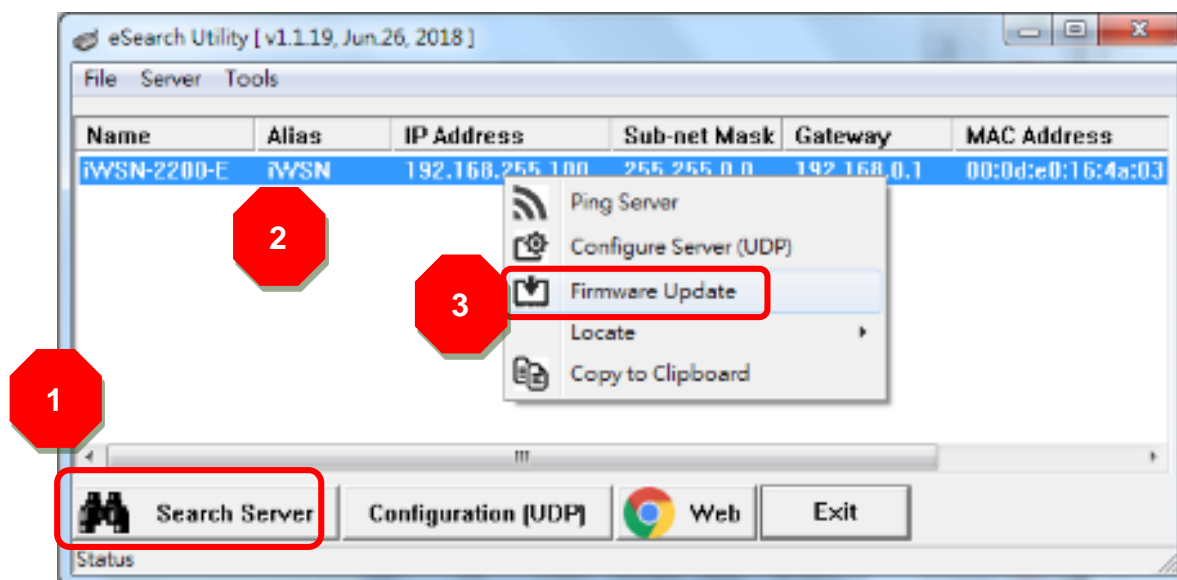 eSearch Utility [ v1.1.19, Jun.26, 2018 ]
File Server Tools
Name Alias IP Address Sub-net Mask Gateway MAC Address
iWSN-2200-E iWSN 192.168.255.100 255.255.0.0 192.168.0.1 00:0d:e0:16:4a:03
Ping Server
2
Configure Server (UDP)
3
Firmware Update
Locate
Copy to Clipboard
1
Search Server Configuration (UDP) Web Exit
Status